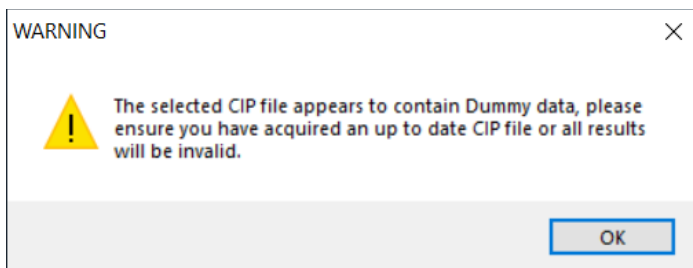 WARNING
The selected CIP file appears to contain Dummy data, please
ensure you have acquired an up to date CIP file or all results
will be invalid.
OK